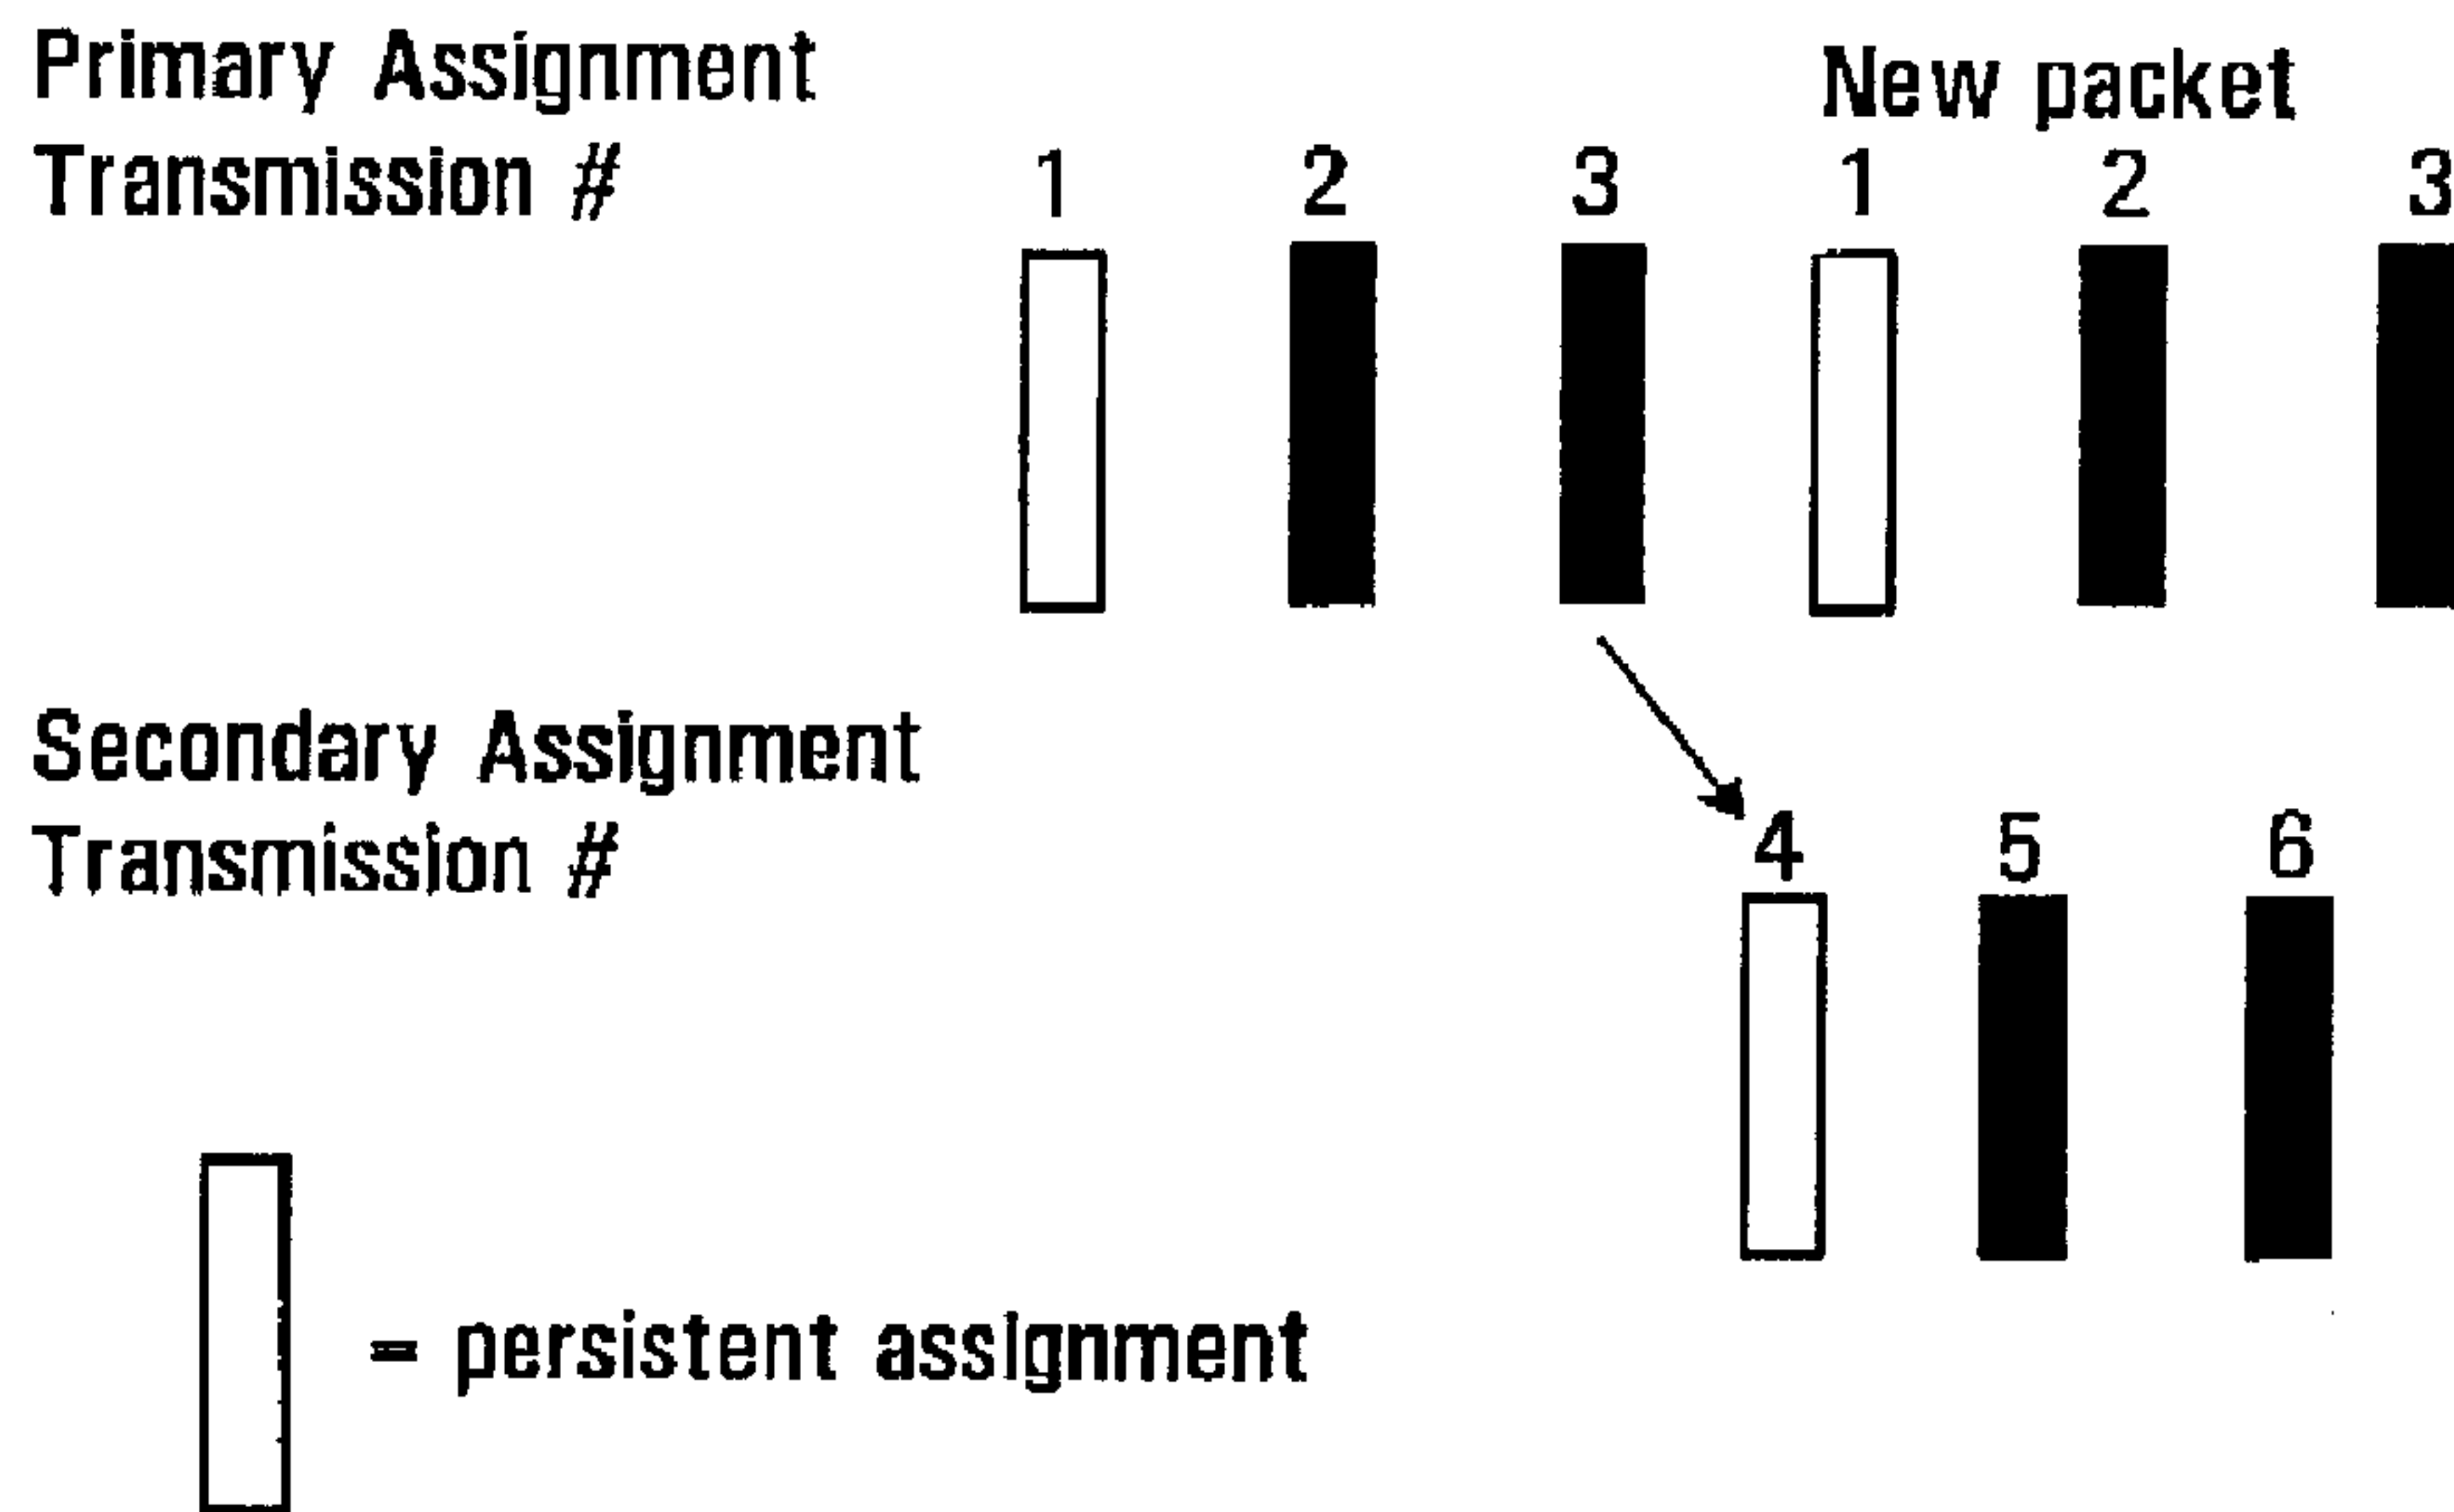 Primary Assignment
New packet
Transmission # 1 2 3 1 2 3
Secondary Assignment
Transmission # 4 5 6
= persistent assignment